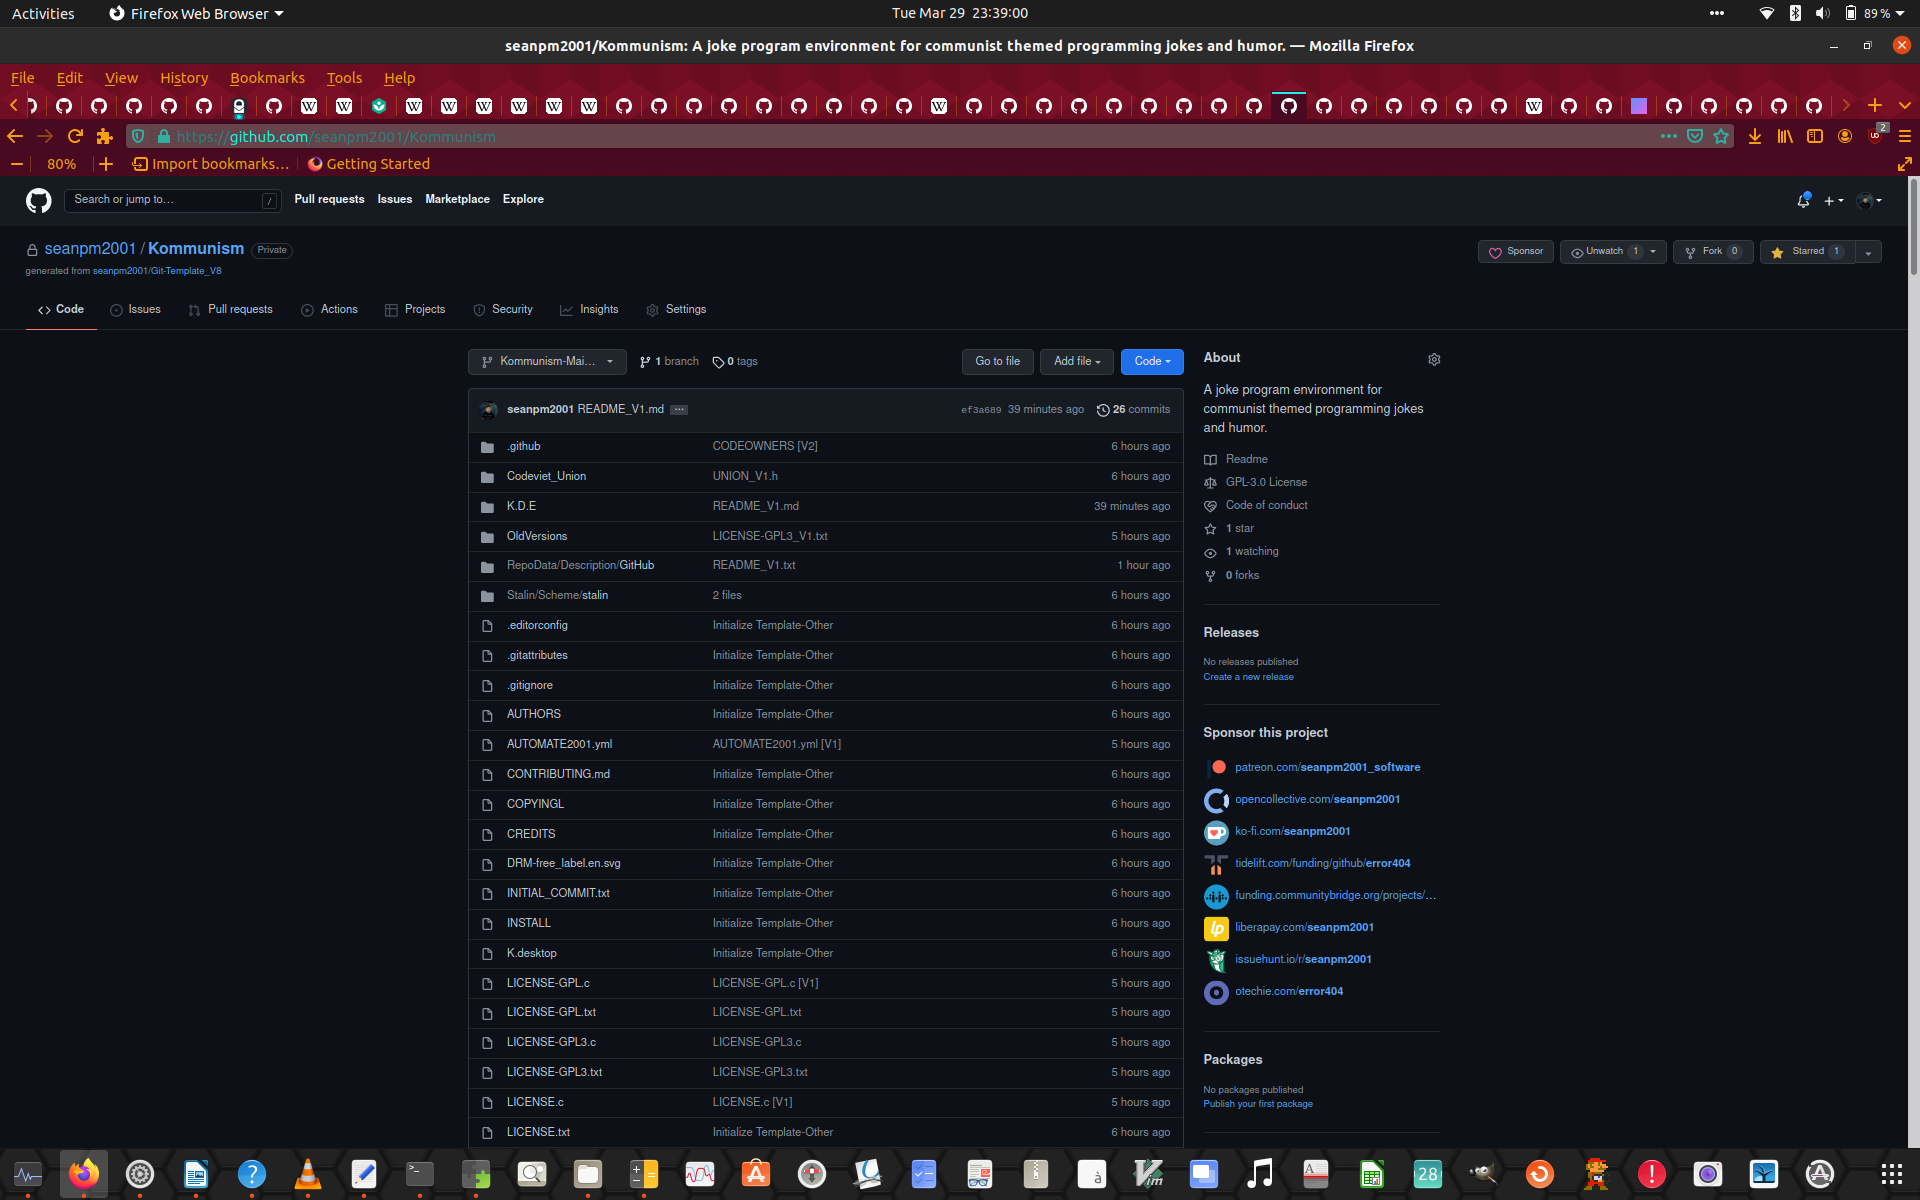 Activities
Firefox Web Browser
Tue Mar 29 23:39:00
89 %
seanpm2001/Kommunism: A joke program environment for communist themed programming jokes and humor. — Mozilla Firefox
File Edit View History Bookmarks Tools Help
https://github.com/seanpm2001/Kommunism
2
80%
Import bookmarks...
Getting Started
Search or jump to...
/
Pull requests Issues Marketplace Explore
seanpm2001 / Kommunism
Private
Sponsor
Unwatch 1
Fork 0
Starred 1
generated from seanpm2001/Git-Template_V8
Code Issues Pull requests Actions Projects Security Insights Settings
Kommunism-Mai...
1 branch
0 tags
Go to file
Add file
Code
seanpm2001 README_V1.md
ef3a689 39 minutes ago
26 commits
.github CODEOWNERS [V2] 6 hours ago
Codeviet_Union UNION_V1.h 6 hours ago
K.D.E README_V1.md 39 minutes ago
OldVersions LICENSE-GPL3_V1.txt 5 hours ago
RepoData/Description/GitHub README_V1.txt 1 hour ago
Stalin/Scheme/stalin 2 files 6 hours ago
.editorconfig Initialize Template-Other 6 hours ago
.gitattributes Initialize Template-Other 6 hours ago
.gitignore Initialize Template-Other 6 hours ago
AUTHORS Initialize Template-Other 6 hours ago
AUTOMATE2001.yml AUTOMATE2001.yml [V1] 5 hours ago
CONTRIBUTING.md Initialize Template-Other 6 hours ago
COPYINGL Initialize Template-Other 6 hours ago
CREDITS Initialize Template-Other 6 hours ago
DRM-free_label.en.svg Initialize Template-Other 6 hours ago
INITIAL_COMMIT.txt Initialize Template-Other 6 hours ago
INSTALL Initialize Template-Other 6 hours ago
K.desktop Initialize Template-Other 6 hours ago
LICENSE-GPL.c LICENSE-GPL.c [V1] 5 hours ago
LICENSE-GPL.txt LICENSE-GPL.txt 5 hours ago
LICENSE-GPL3.c LICENSE-GPL3.c 5 hours ago
LICENSE-GPL3.txt LICENSE-GPL3.txt 5 hours ago
LICENSE.c LICENSE.c [V1] 5 hours ago
LICENSE.txt Initialize Template-Other 6 hours ago
About
A joke program environment for
communist themed programming jokes
and humor.
Readme
GPL-3.0 License
Code of conduct
1 star
1 watching
0 forks
Releases
No releases published
Create a new release
Sponsor this project
patreon.com/seanpm2001_software
opencollective.com/seanpm2001
ko-fi.com/seanpm2001
tidelift.com/funding/github/error404
funding.communitybridge.org/projects/...
liberapay.com/seanpm2001
issuehunt.io/r/seanpm2001
otechie.com/error404
Packages
No packages published
Publish your first package
28